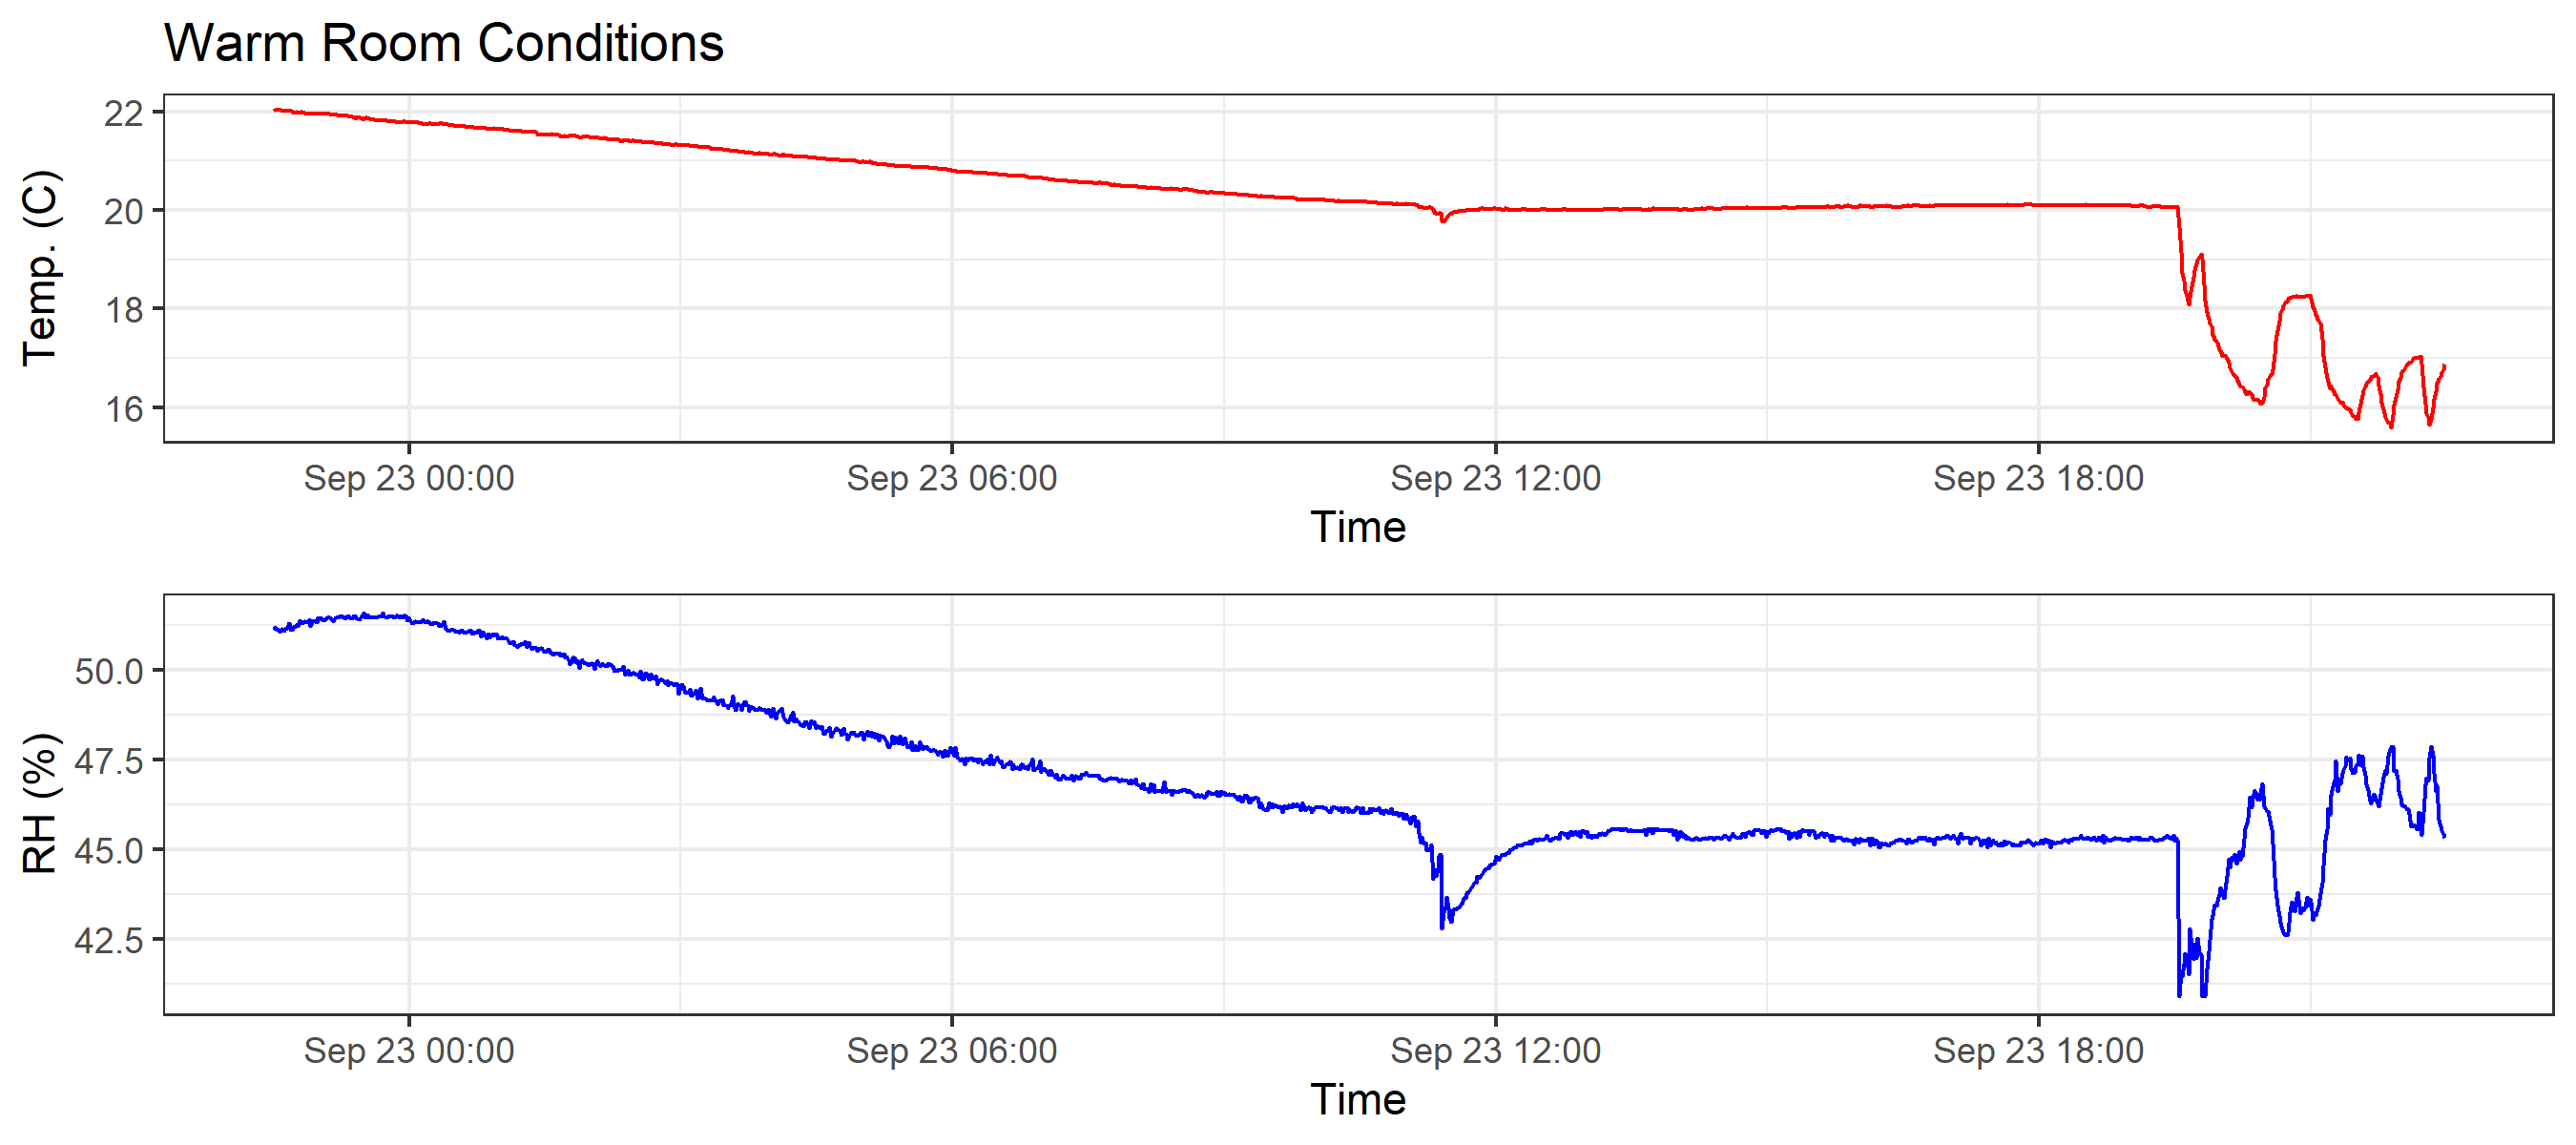 Warm Room Conditions
Temp. (C)
22
20
18
16
Sep 23 00:00 Sep 23 06:00 Sep 23 12:00 Sep 23 18:00
Time
RH (%)
50.0
47.5
45.0
42.5
Sep 23 00:00 Sep 23 06:00 Sep 23 12:00 Sep 23 18:00
Time